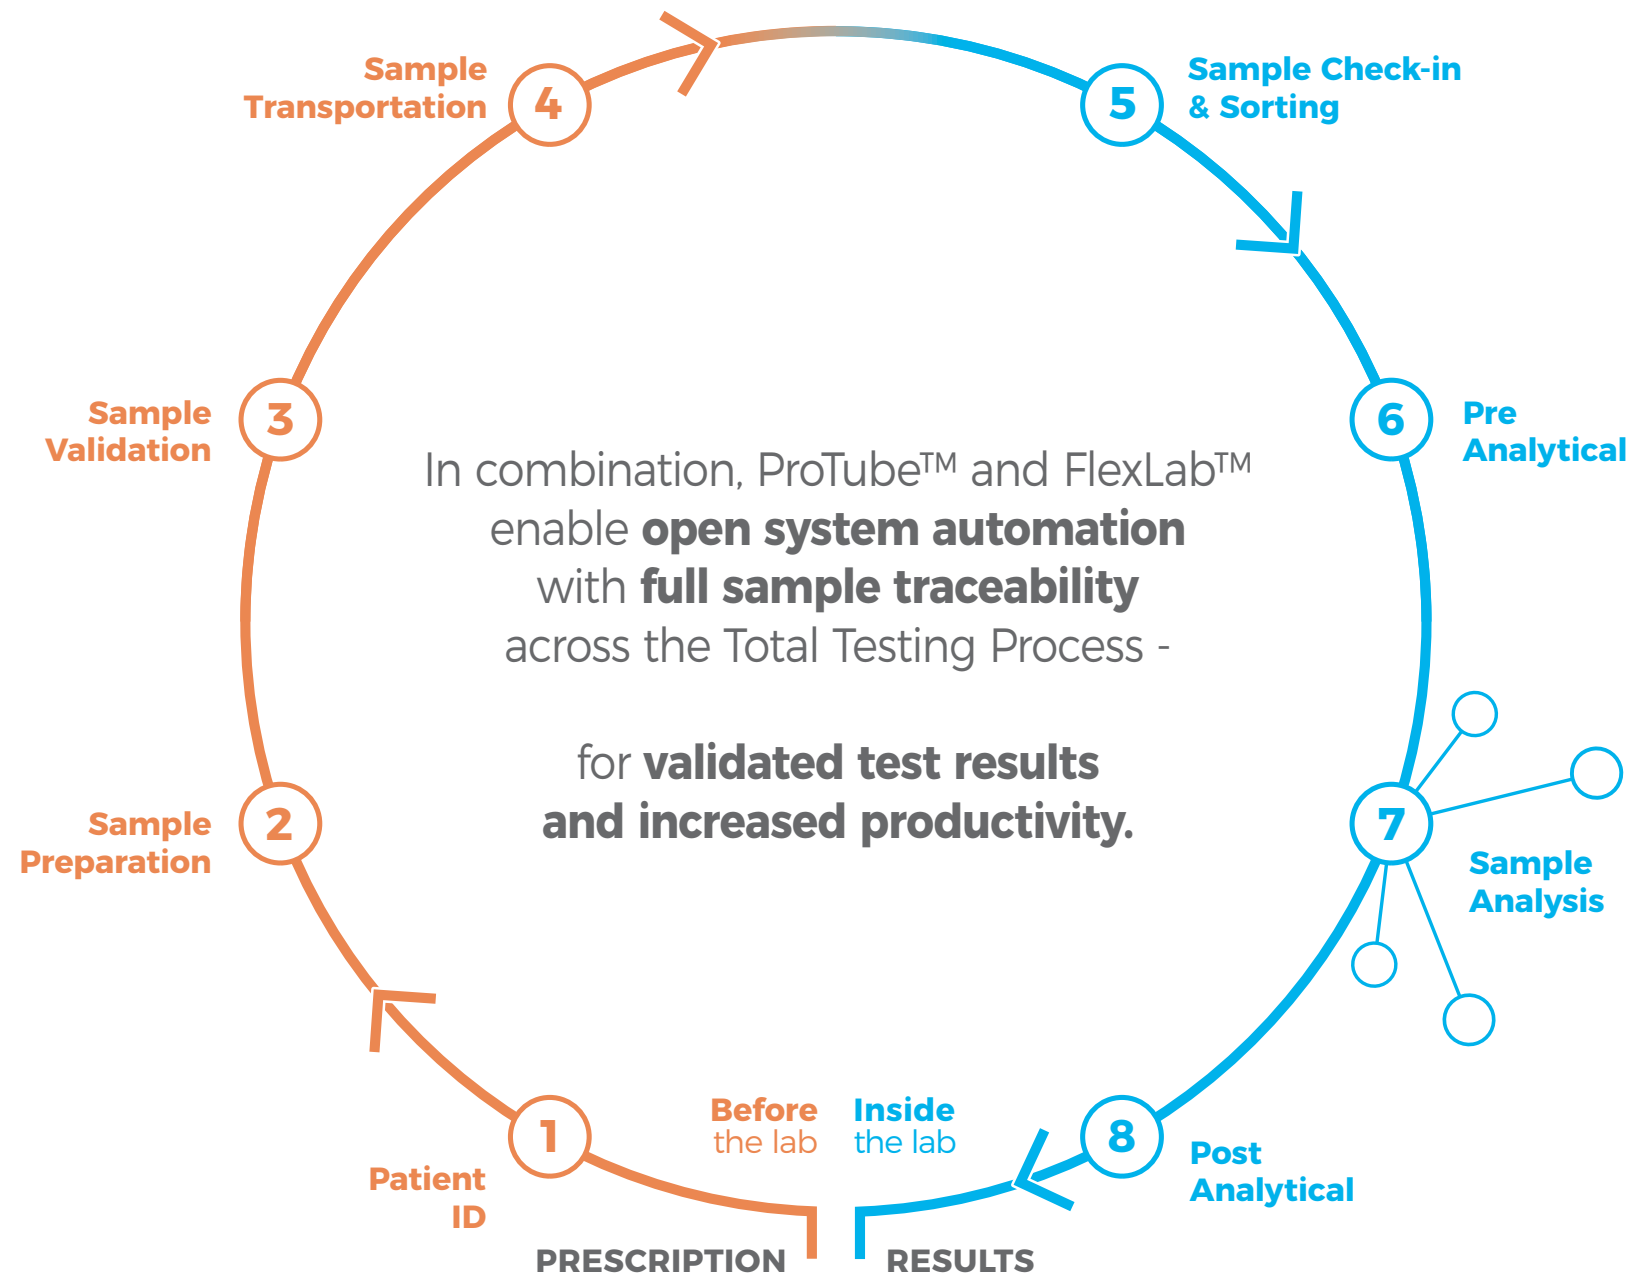 Sample
Transportation
4
5
Sample Check-in
& Sorting
Sample
Validation
3
6
Pre
Analytical
In combination, ProTube™ and FlexLab™
enable open system automation
with full sample traceability
across the Total Testing Process -
for validated test results
and increased productivity.
Sample
Preparation
2
7
Sample
Analysis
Before
the lab
Inside
the lab
1
Patient
ID
8
Post
Analytical
PRESCRIPTION
RESULTS